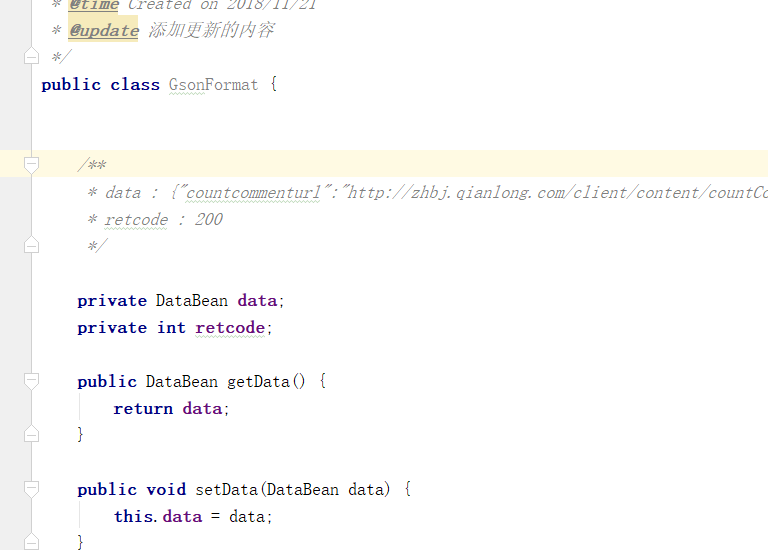 * @time Created on 2018/11/21
* @update 添加更新的内容
*/
public class GsonFormat {
/**
* data : {"countcommenturl":"http://zhbj.qianlong.com/client/content/countCo
* retcode : 200
*/
private DataBean data;
private int retcode;
public DataBean getData() {
return data;
}
public void setData(DataBean data) {
this.data = data;
}